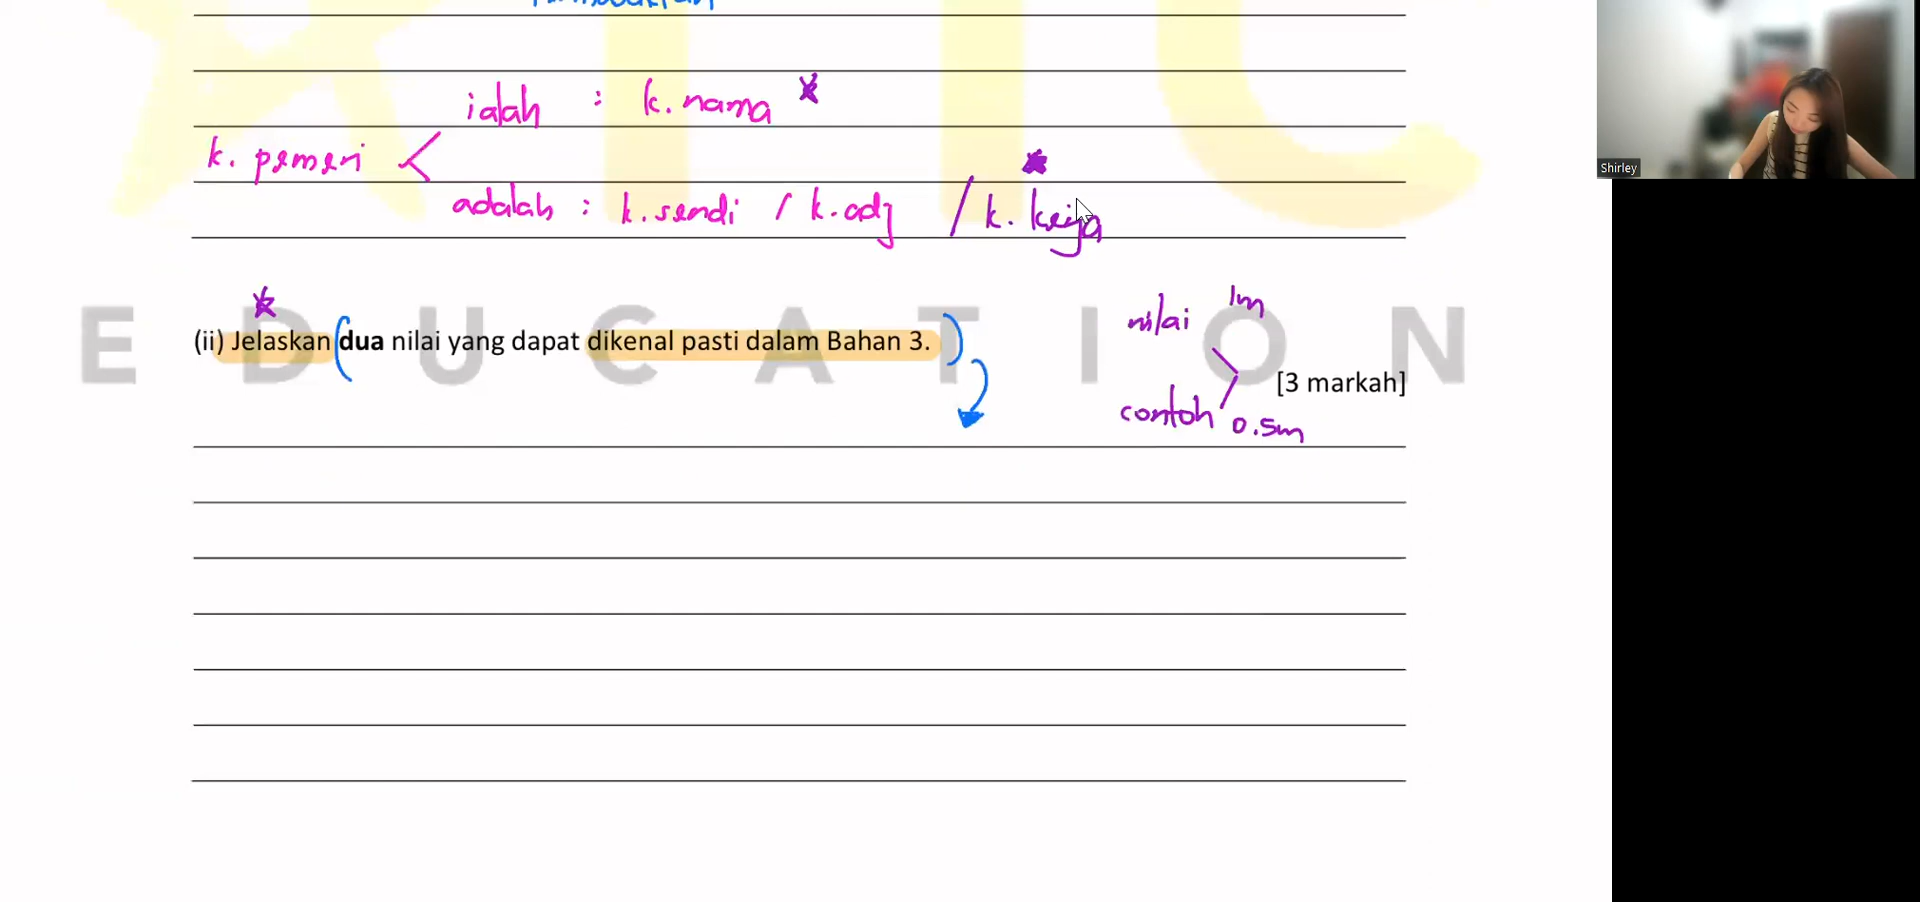 ialah : k. nama
k. pemeri
adalah : k. sendi / k. adj / k. kerja
EDUCATION
(ii) Jelaskan dua nilai yang dapat dikenal pasti dalam Bahan 3.
nilai 1m
[3 markah]
contoh 0.5m
Shirley